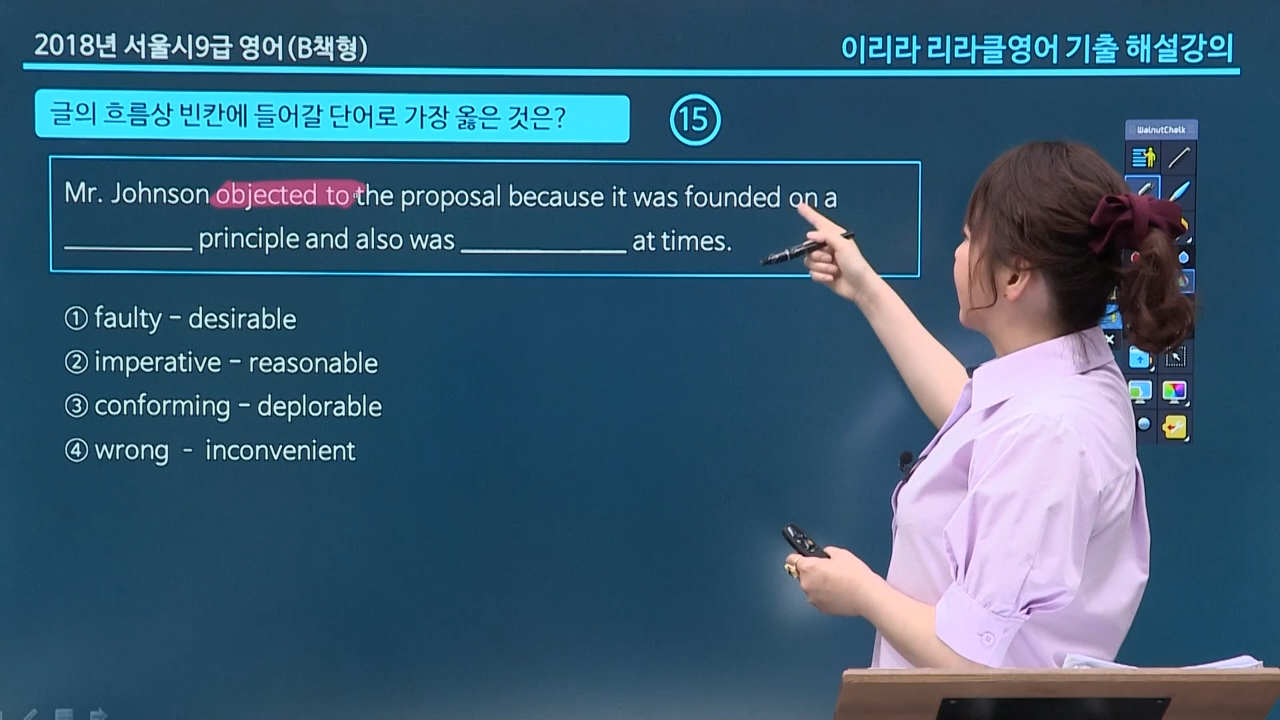 2018년 서울시9급 영어(B책형)
이리라 리라클영어 기출 해설강의
글의 흐름상 빈칸에 들어갈 단어로 가장 옳은 것은?
15
Mr. Johnson objected to the proposal because it was founded on a
__________ principle and also was _____________ at times.
① faulty - desirable
② imperative - reasonable
③ conforming - deplorable
④ wrong - inconvenient
WalnutChalk